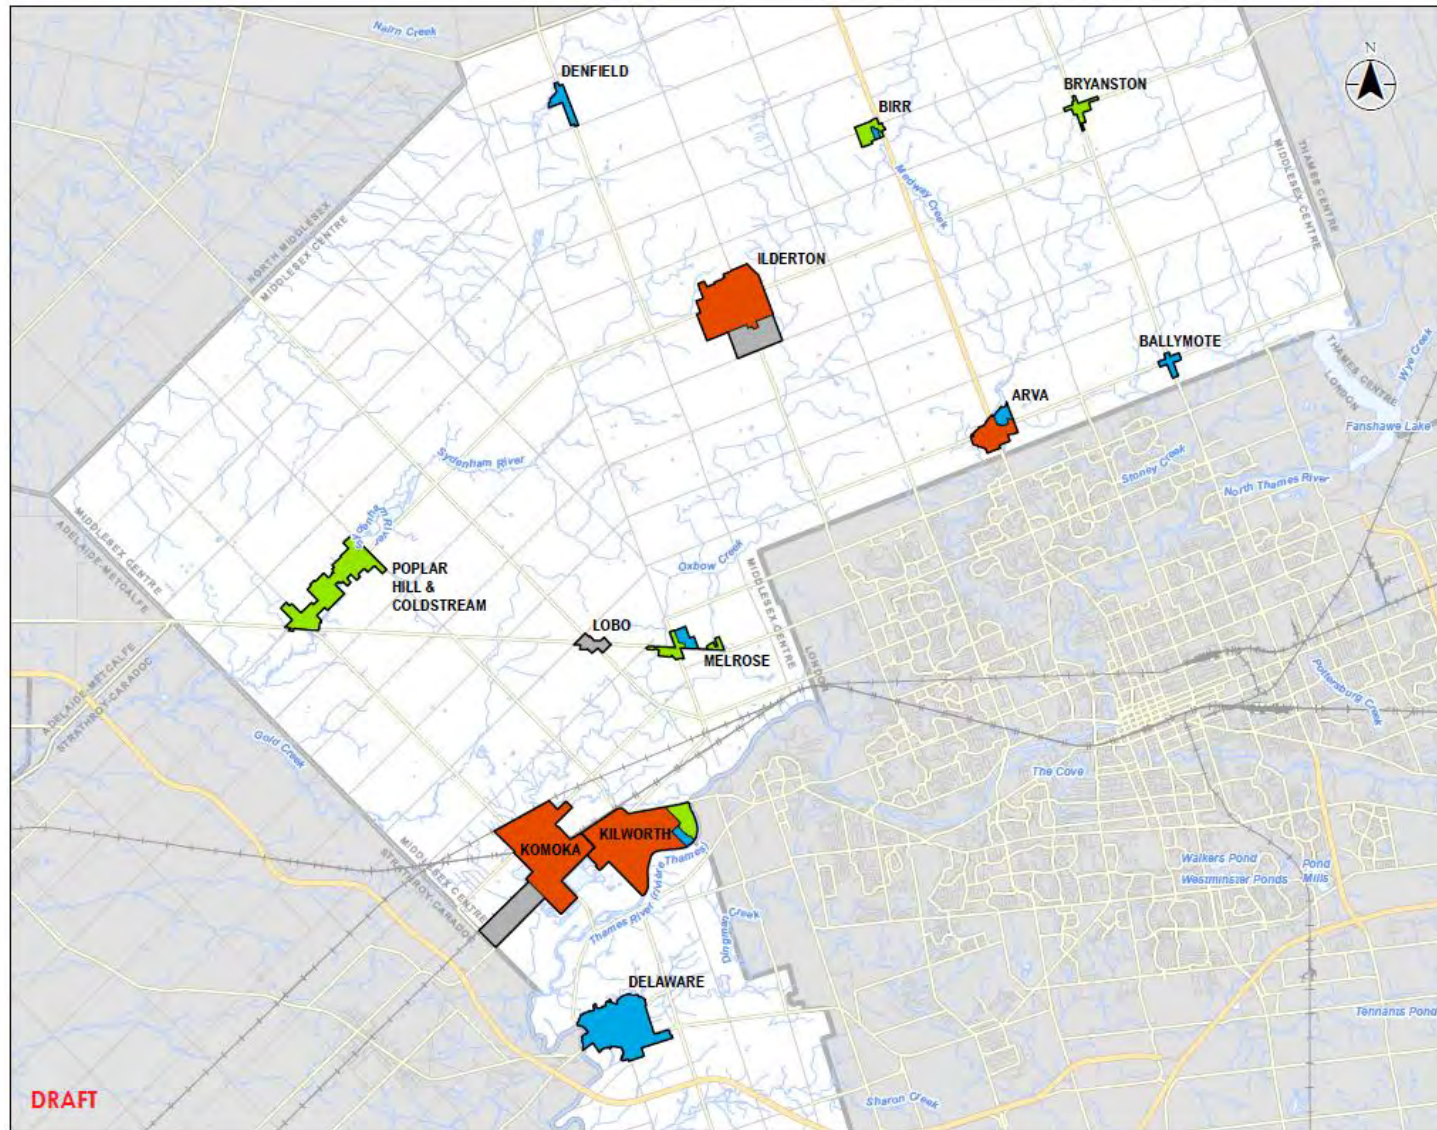 Nairn Creek
DENFIELD
BIRR
BRYANSTON
N
THAMES CENTRE
MIDDLESEX CENTRE
Medway Creek
NORTH MIDDLESEX
MIDDLESEX CENTRE
ILDERTON
BALLYMOTE
THAMES CENTRE
LONDON
Wye Creek
ARVA
Fanshawe Lake
Sydenham River
Stoney Creek
North Thames River
MIDDLESEX CENTRE
ADELAIDE-METCALFE
Sydenham River
Oxbow Creek
MIDDLESEX CENTRE
LONDON
POPLAR
HILL &
COLDSTREAM
LOBO
MELROSE
ADELAIDE-METCALFE
STRATHROY-CARADOC
Gold Creek
Pottersburg Creek
The Cove
KILWORTH
KOMOKA
MIDDLESEX CENTRE
STRATHROY-CARADOC
Thames River (rivière Thames)
Dingman Creek
Walkers Pond
Westminster Ponds
Pond
Mills
DELAWARE
Tennants Pond
Sharon Creek
DRAFT